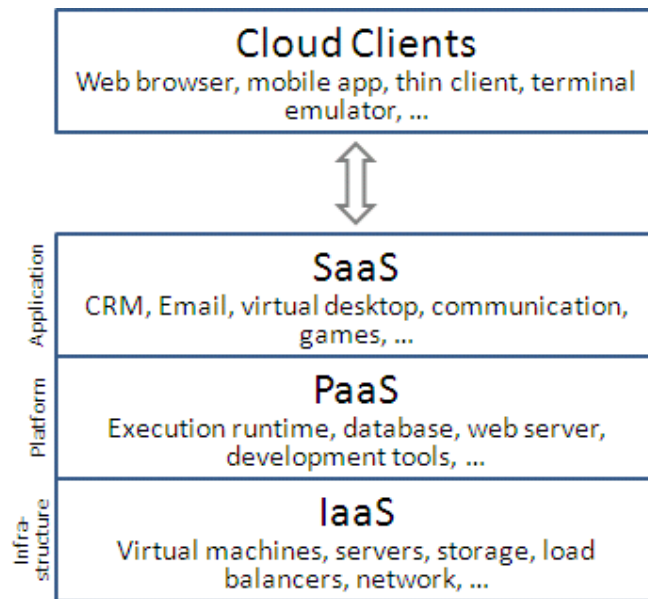 Cloud Clients
Web browser, mobile app, thin client, terminal
emulator, ...
Application
SaaS
CRM, Email, virtual desktop, communication,
games, ...
Platform
PaaS
Execution runtime, database, web server,
development tools, ...
Infra-
structure
IaaS
Virtual machines, servers, storage, load
balancers, network, ...